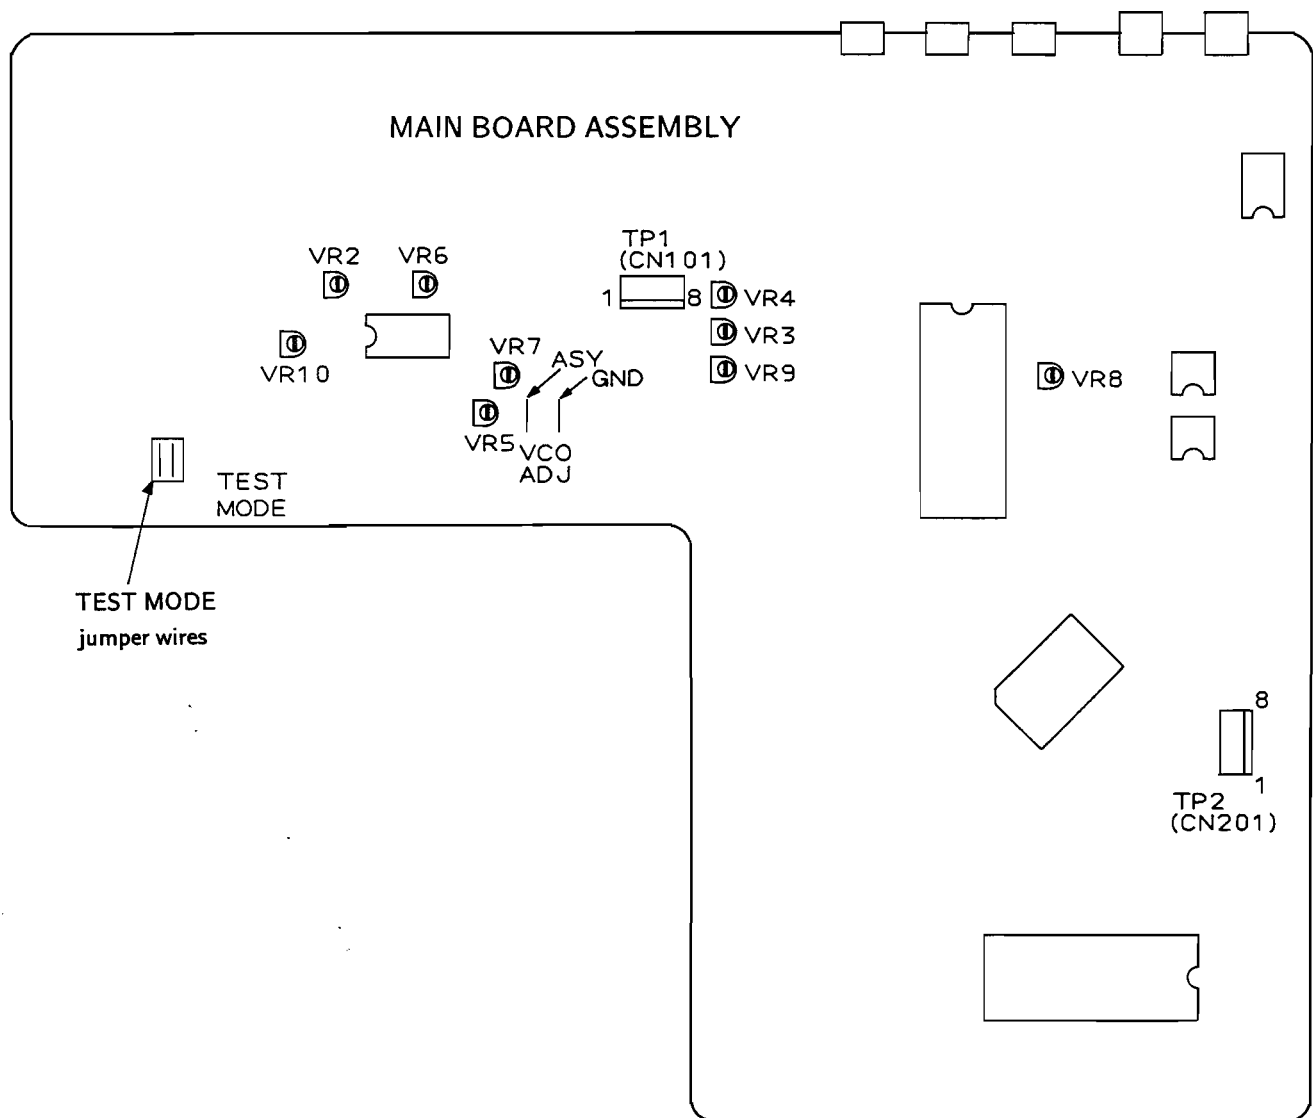 MAIN BOARD ASSEMBLY
VR2
VR6
TP1
(CN101)
1
8
VR4
VR3
VR9
VR10
VR7
ASY
GND
VR5
VCO
ADJ
VR8
TEST
MODE
TEST MODE
jumper wires
8
1
TP2
(CN201)